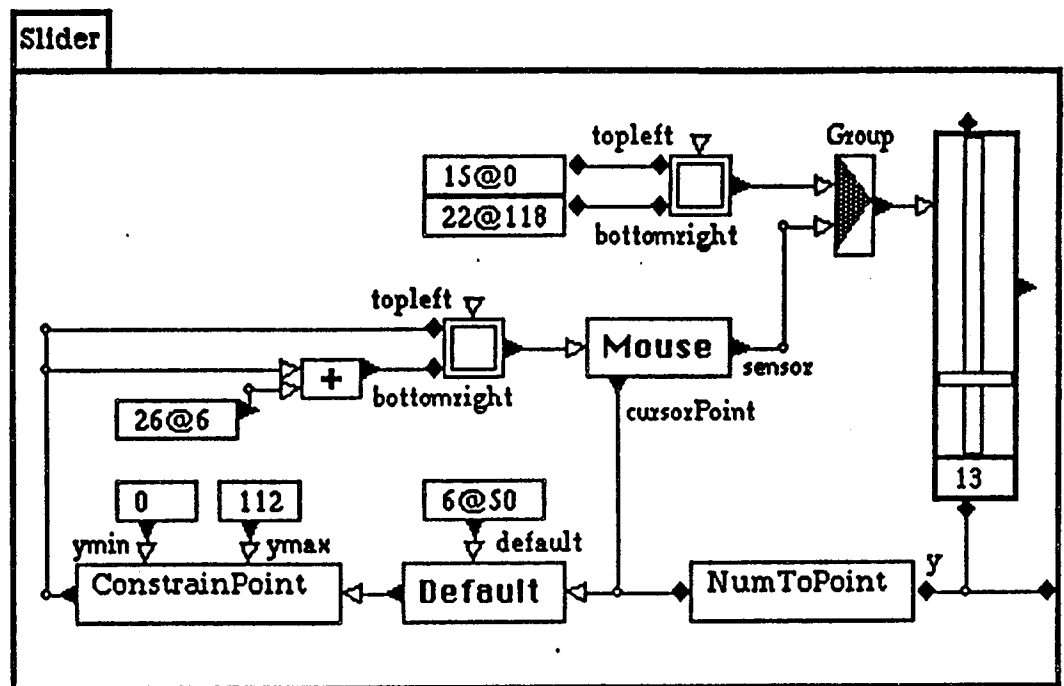 Slider
topleft
Group
15@0
22@118
bottomright
topleft
Mouse
sensor
+
bottomright
cursorPoint
26@6
13
0
112
6@50
ymin
ymax
default
ConstrainPoint
Default
NumToPoint
y